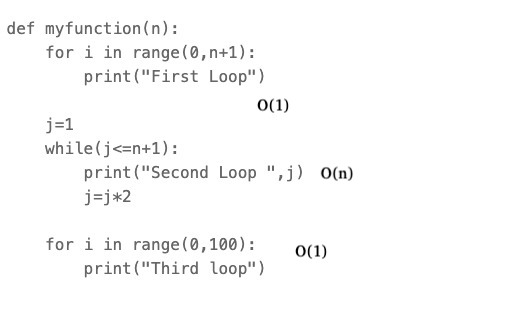 def myfunction(n):
for i in range(0,n+1):
print("First Loop")
O(1)
j=1
while(j<=n+1):
print("Second Loop ",j) O(n)
j=j*2
for i in range(0,100): O(1)
print("Third loop")